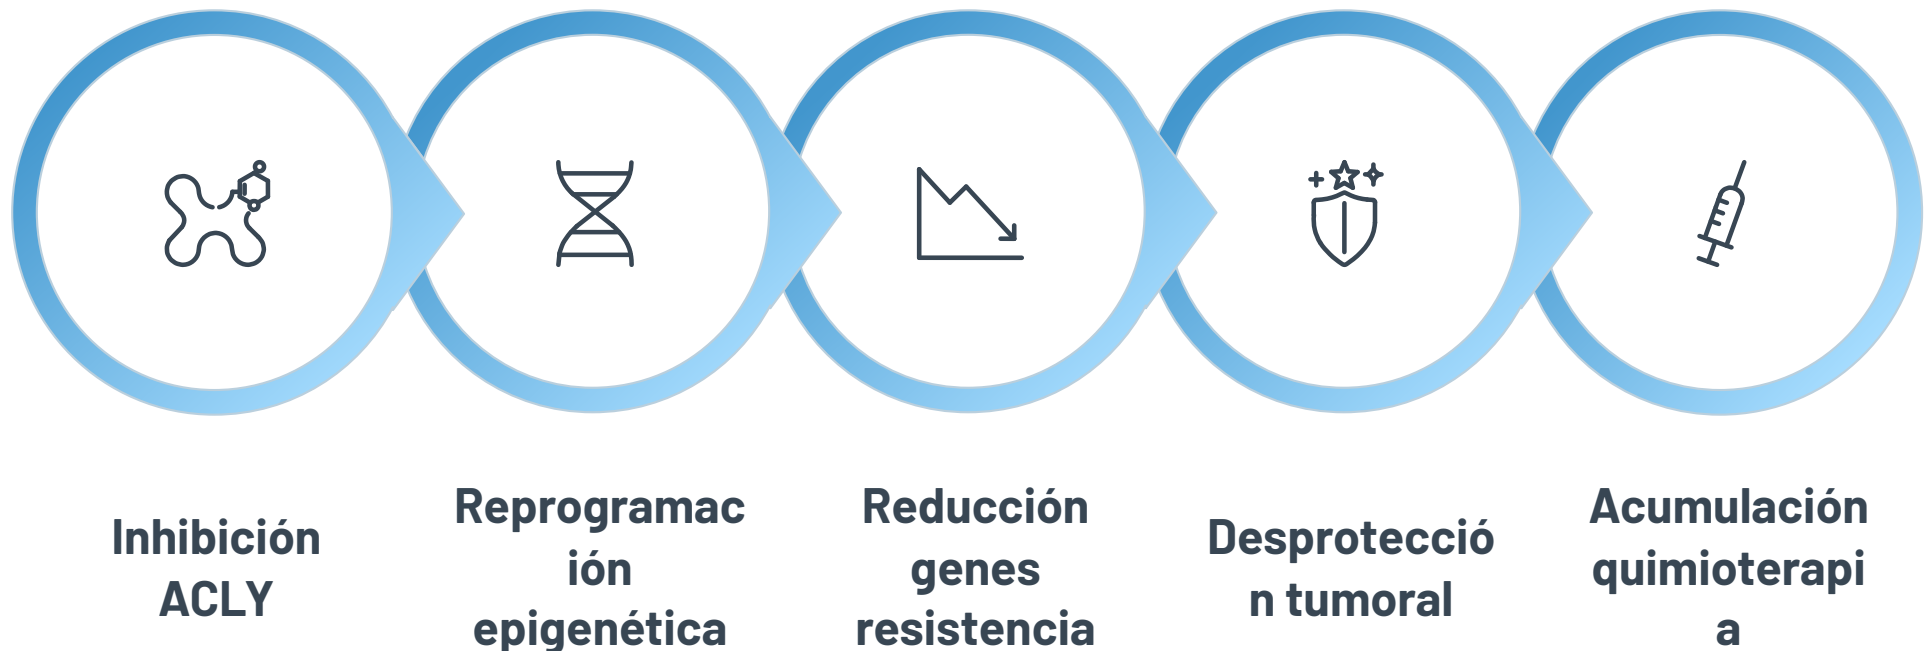 Inhibición
ACLY
Reprogramac
ión
epigenética
Reducción
genes
resistencia
Desprotecció
n tumoral
Acumulación
quimioterapi
a